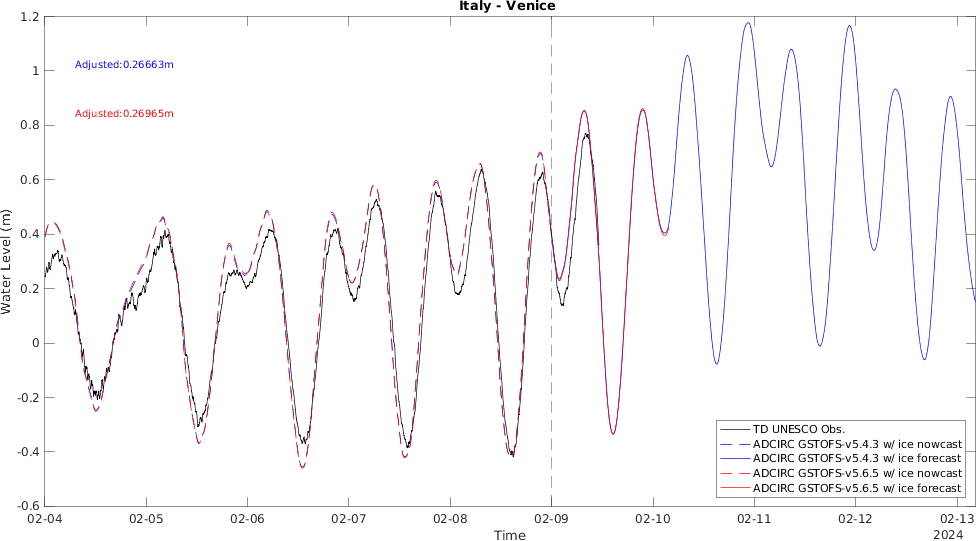 Italy - Venice
Adjusted:0.26663m
Adjusted:0.26965m
Water Level (m)
1.2
1
0.8
0.6
0.4
0.2
0
-0.2
-0.4
-0.6
TD UNESCO Obs.
ADCIRC GSTOFS-v5.4.3 w/ ice nowcast
ADCIRC GSTOFS-v5.4.3 w/ ice forecast
ADCIRC GSTOFS-v5.6.5 w/ ice nowcast
ADCIRC GSTOFS-v5.6.5 w/ ice forecast
02-04 02-05 02-06 02-07 02-08 02-09 02-10 02-11 02-12 02-13
Time
2024